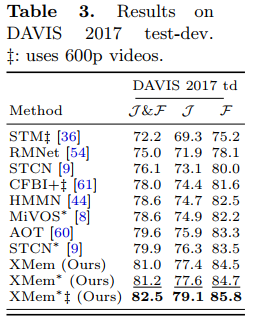 Table 3. Results on
DAVIS 2017 test-dev.
‡: uses 600p videos.
DAVIS 2017 td
Method J&F J F
STM‡ [36] 72.2 69.3 75.2
RMNet [54] 75.0 71.9 78.1
STCN [9] 76.1 73.1 80.0
CFBI+‡ [61] 78.0 74.4 81.6
HMMN [44] 78.6 74.7 82.5
MiVOS* [8] 78.6 74.9 82.2
AOT [60] 79.6 75.9 83.3
STCN* [9] 79.9 76.3 83.5
XMem (Ours) 81.0 77.4 84.5
XMem* (Ours) 81.2 77.6 84.7
XMem*‡ (Ours) 82.5 79.1 85.8